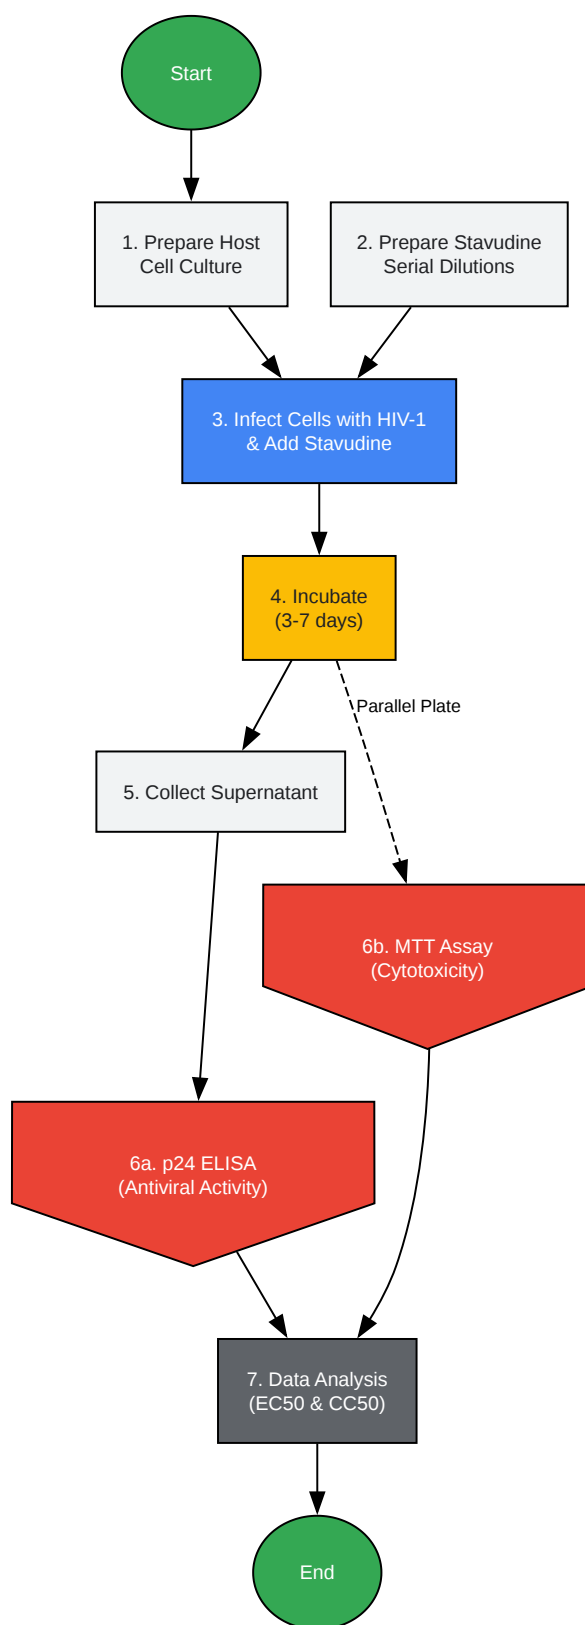 Start
1. Prepare Host
Cell Culture
2. Prepare Stavudine
Serial Dilutions
3. Infect Cells with HIV-1
& Add Stavudine
4. Incubate
(3-7 days)
Parallel Plate
5. Collect Supernatant
6b. MTT Assay
(Cytotoxicity)
6a. p24 ELISA
(Antiviral Activity)
7. Data Analysis
(EC50 & CC50)
End